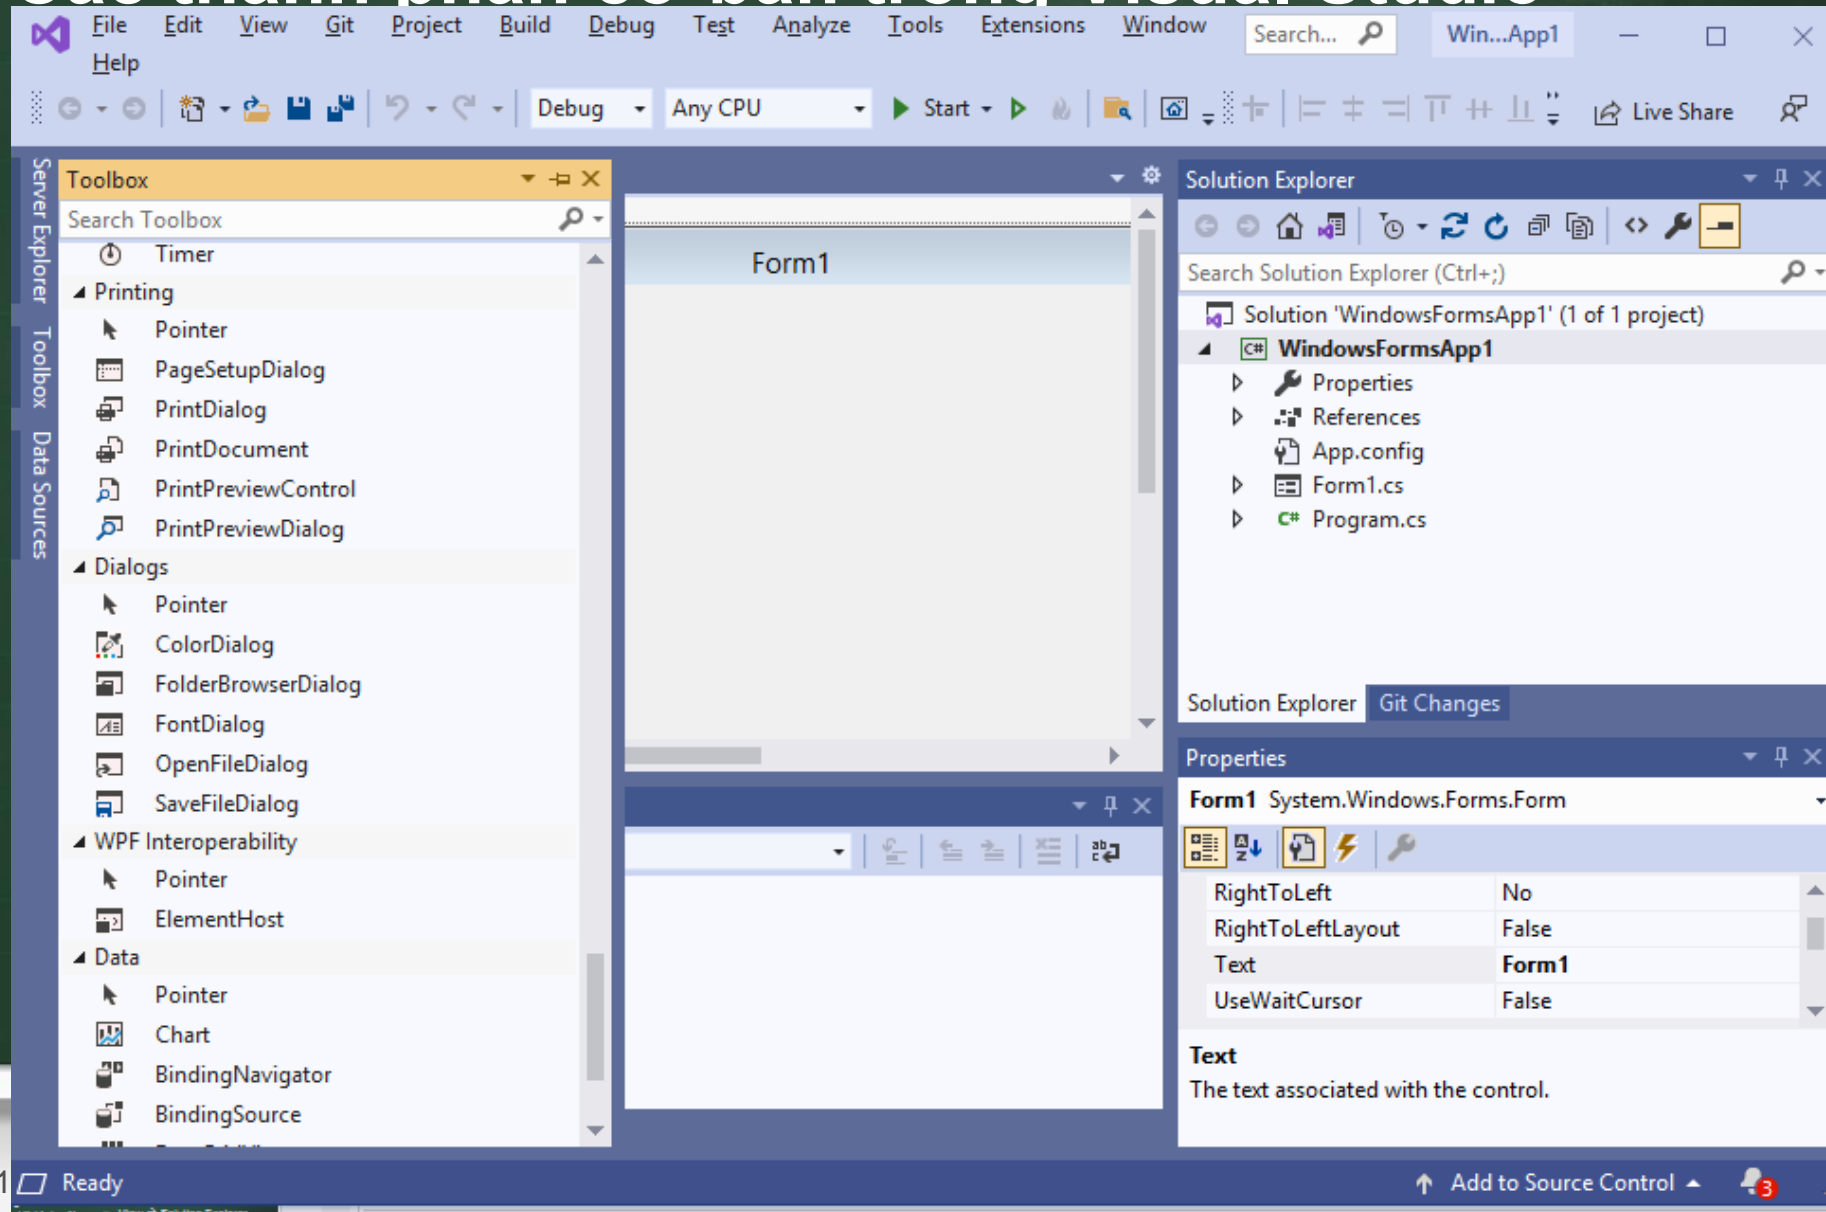 File Edit View Git Project Build Debug Test Analyze Tools Extensions Window Search... Win...App1
Help
Debug Any CPU Start Live Share
Server Explorer
Toolbox
Data Sources
Toolbox
Search Toolbox
Timer
Printing
Pointer
PageSetupDialog
PrintDialog
PrintDocument
PrintPreviewControl
PrintPreviewDialog
Dialogs
Pointer
ColorDialog
FolderBrowserDialog
FontDialog
OpenFileDialog
SaveFileDialog
WPF Interoperability
Pointer
ElementHost
Data
Pointer
Chart
BindingNavigator
BindingSource
Form1
Solution Explorer
Search Solution Explorer (Ctrl+;)
Solution 'WindowsFormsApp1' (1 of 1 project)
C# WindowsFormsApp1
Properties
References
App.config
Form1.cs
C# Program.cs
Solution Explorer Git Changes
Properties
Form1 System.Windows.Forms.Form
RightToLeft No
RightToLeftLayout False
Text Form1
UseWaitCursor False
Text
The text associated with the control.
1
Ready Add to Source Control 3